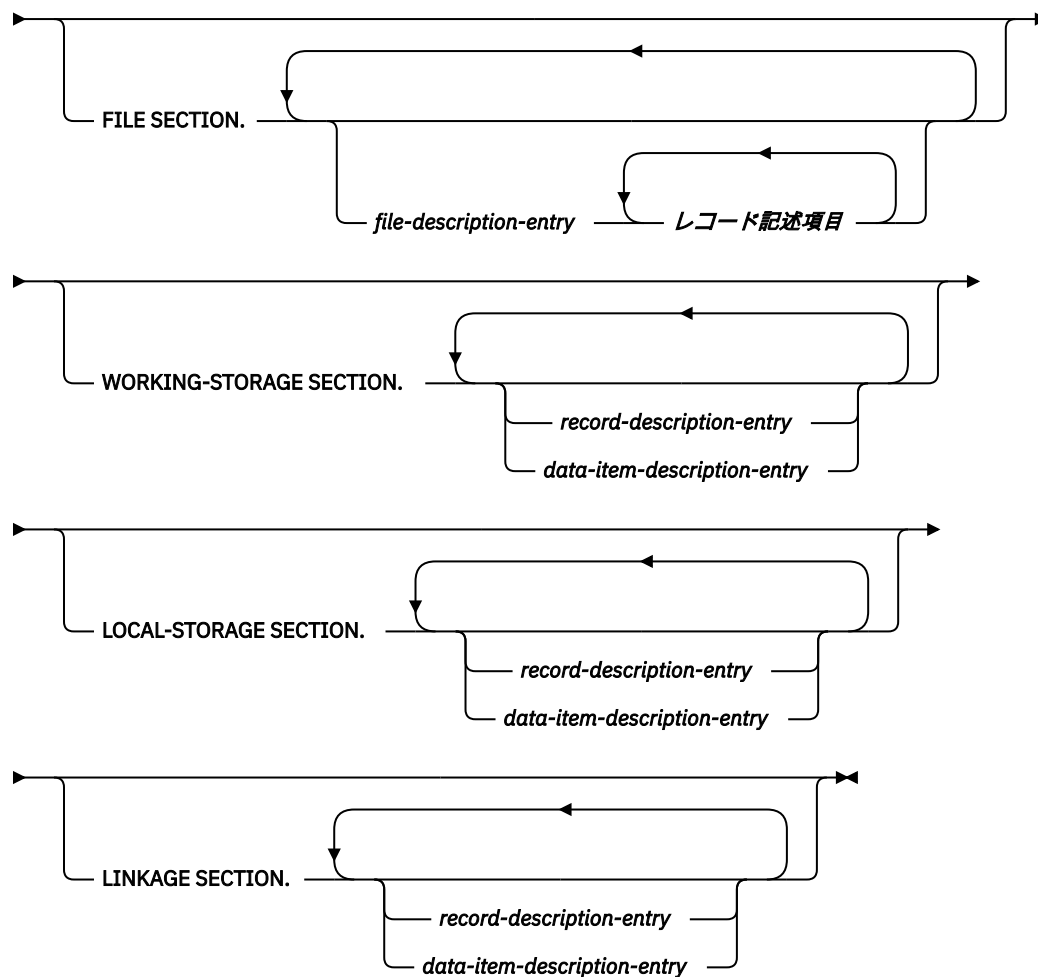 FILE SECTION.
file-description-entry レコード記述項目
WORKING-STORAGE SECTION.
record-description-entry
data-item-description-entry
LOCAL-STORAGE SECTION.
record-description-entry
data-item-description-entry
LINKAGE SECTION.
record-description-entry
data-item-description-entry